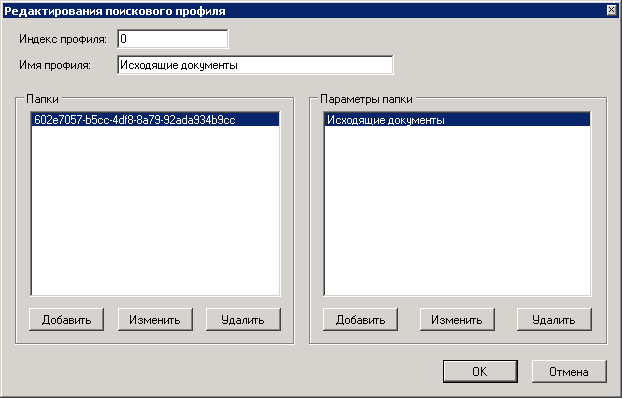 Редактирования поискового профиля
Индекс профиля: 0
Имя профиля: Исходящие документы
Папки
602e7057-b5cc-4df8-8a79-92ada934b9cc
Добавить Изменить Удалить
Параметры папки
Исходящие документы
Добавить Изменить Удалить
OK Отмена